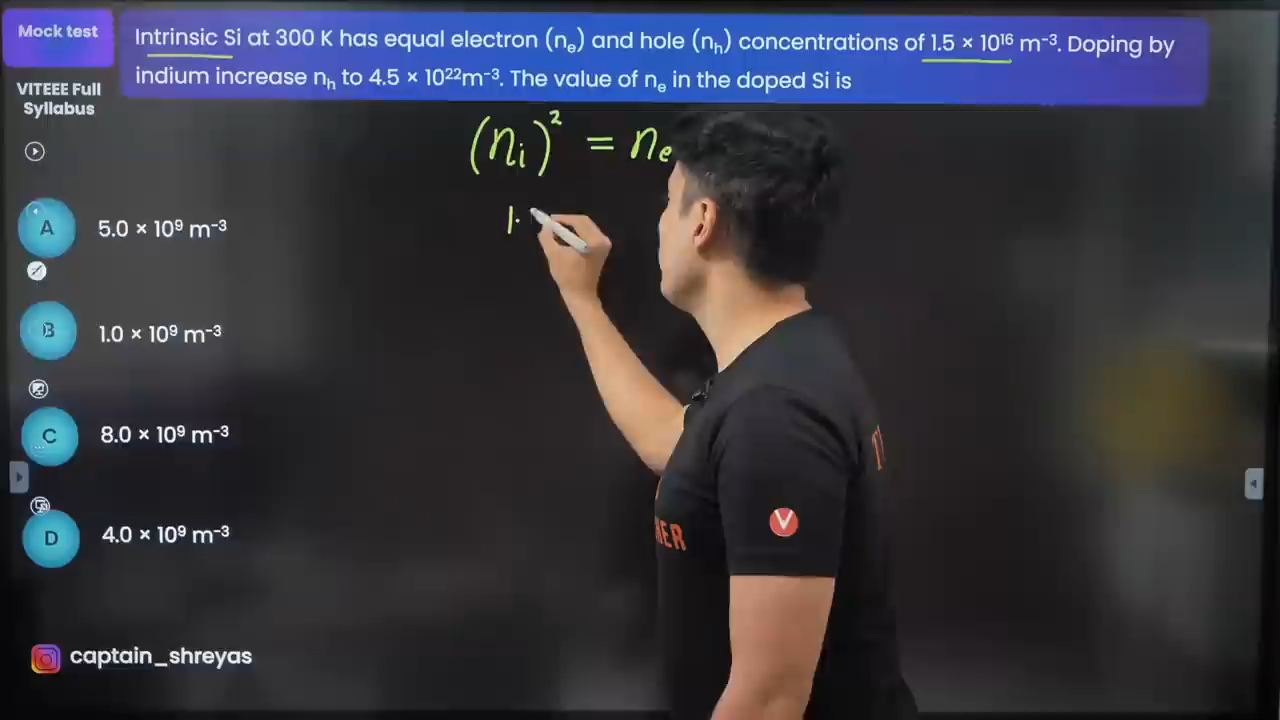 Mock test
Intrinsic Si at 300 K has equal electron (nₑ) and hole (nₕ) concentrations of 1.5 × 10¹⁶ m⁻³. Doping by
indium increase nₕ to 4.5 × 10²²m⁻³. The value of nₑ in the doped Si is
VITEEE Full
Syllabus
(nᵢ)² = nₑ
1.
A 5.0 × 10⁹ m⁻³
B 1.0 × 10⁹ m⁻³
C 8.0 × 10⁹ m⁻³
D 4.0 × 10⁹ m⁻³
captain_shreyas